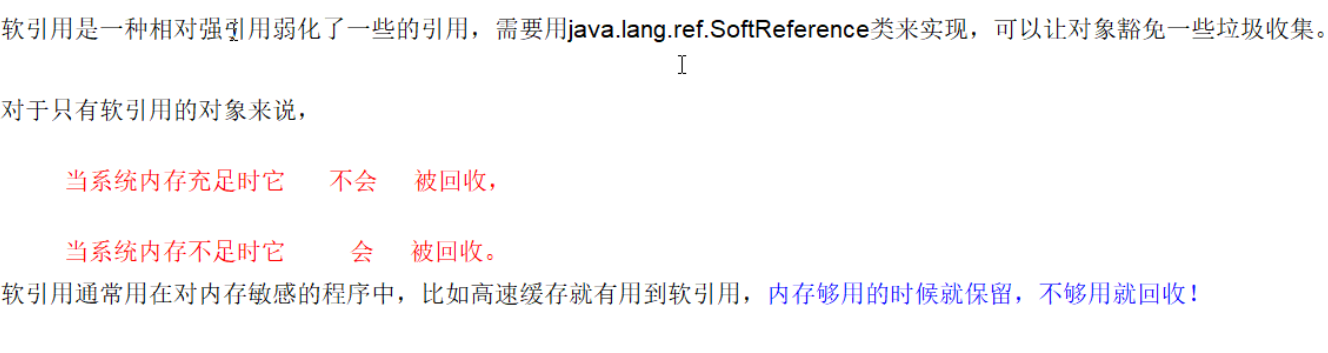 软引用是一种相对强引用弱化了一些的引用，需要用java.lang.ref.SoftReference类来实现，可以让对象豁免一些垃圾收集。
对于只有软引用的对象来说，
当系统内存充足时它 不会 被回收，
当系统内存不足时它 会 被回收。
软引用通常用在对内存敏感的程序中，比如高速缓存就有用到软引用，内存够用的时候就保留，不够用就回收！